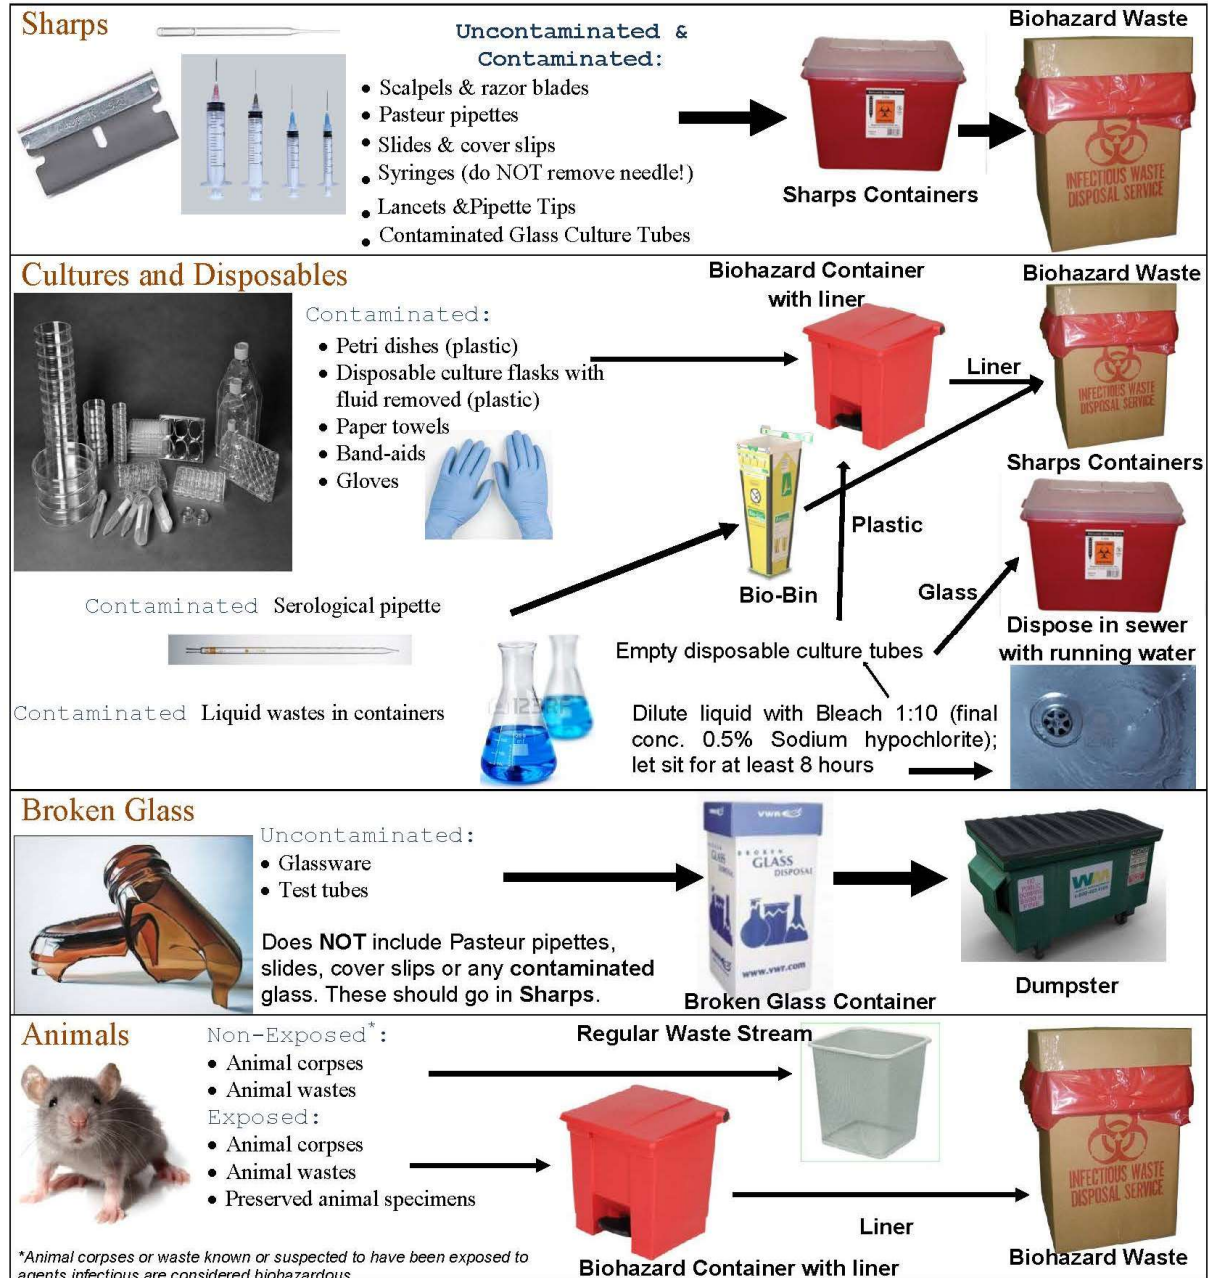 Sharps
Uncontaminated &
Contaminated:
• Scalpels & razor blades
• Pasteur pipettes
• Slides & cover slips
• Syringes (do NOT remove needle!)
• Lancets &Pipette Tips
• Contaminated Glass Culture Tubes
Sharps Containers
Biohazard Waste
INFECTIOUS WASTE
DISPOSAL SERVICE
Cultures and Disposables
Contaminated:
• Petri dishes (plastic)
• Disposable culture flasks with
fluid removed (plastic)
• Paper towels
• Band-aids
• Gloves
Biohazard Container
with liner
Liner
Biohazard Waste
INFECTIOUS WASTE
DISPOSAL SERVICE
Bio-Bin
Plastic
Glass
Sharps Containers
Contaminated Serological pipette
Empty disposable culture tubes
Dispose in sewer
with running water
Contaminated Liquid wastes in containers
123RF
Dilute liquid with Bleach 1:10 (final
conc. 0.5% Sodium hypochlorite);
let sit for at least 8 hours
Broken Glass
Uncontaminated:
• Glassware
• Test tubes
Does NOT include Pasteur pipettes,
slides, cover slips or any contaminated
glass. These should go in Sharps.
VWR
BROKEN
GLASS
DISPOSAL
www.vwr.com
Broken Glass Container
WM
Dumpster
Animals
Non-Exposed*:
• Animal corpses
• Animal wastes
Exposed:
• Animal corpses
• Animal wastes
• Preserved animal specimens
Regular Waste Stream
Biohazard Container with liner
Liner
INFECTIOUS WASTE
DISPOSAL SERVICE
Biohazard Waste
*Animal corpses or waste known or suspected to have been exposed to
agents infectious are considered biohazardous